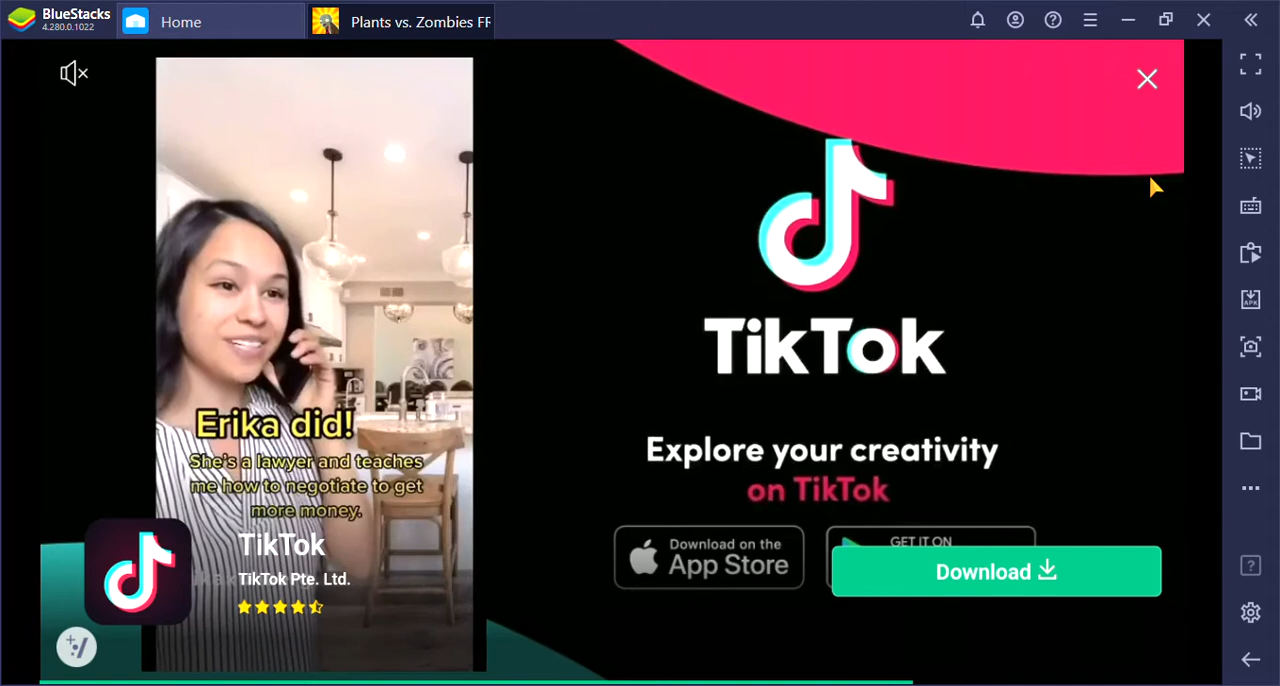 BlueStacks
4.280.0.1022
Home
Plants vs. Zombies FF
TikTok
Explore your creativity
on TikTok
Erika did!
She's a lawyer and teaches
me how to negotiate to get
more money.
TikTok
TikTok Pte. Ltd.
Download on the
App Store
GET IT ON
Download
APK